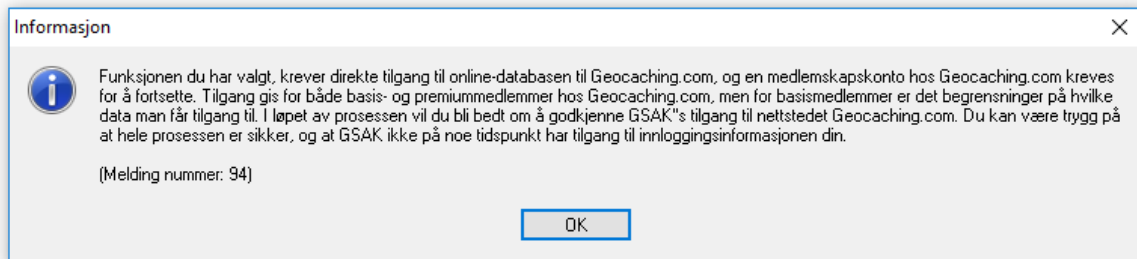 Informasjon
Funksjonen du har valgt, krever direkte tilgang til online-databasen til Geocaching.com, og en medlemskapskonto hos Geocaching.com kreves
for å fortsette. Tilgang gis for både basis- og premiummedlemmer hos Geocaching.com, men for basismedlemmer er det begrensninger på hvilke
data man får tilgang til. I løpet av prosessen vil du bli bedt om å godkjenne GSAK"s tilgang til nettstedet Geocaching.com. Du kan være trygg på
at hele prosessen er sikker, og at GSAK ikke på noe tidspunkt har tilgang til innloggingsinformasjonen din.
(Melding nummer: 94)
OK